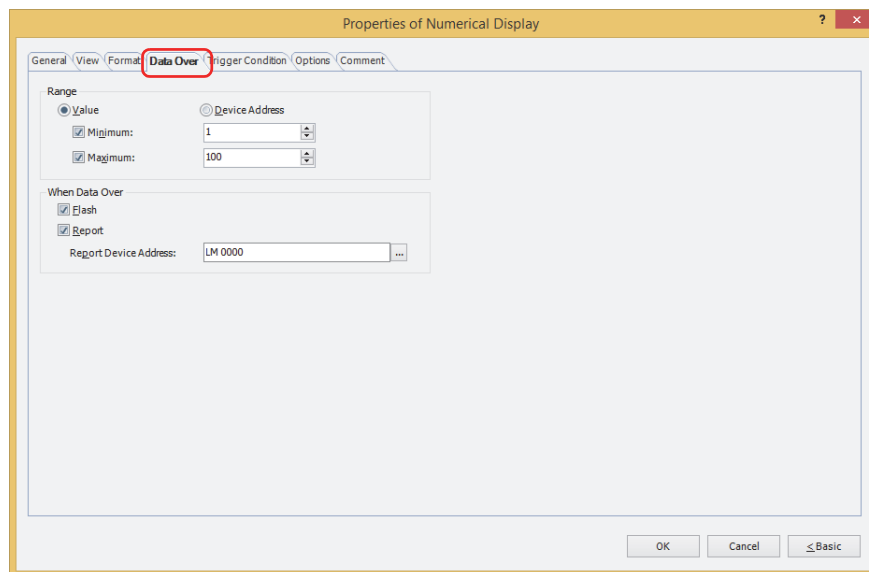 Properties of Numerical Display ? ×
General View Format Data Over Trigger Condition Options Comment
Range
Value Device Address
Minimum: 1
Maximum: 100
When Data Over
Flash
Report
Report Device Address: LM 0000 ...
OK Cancel < Basic